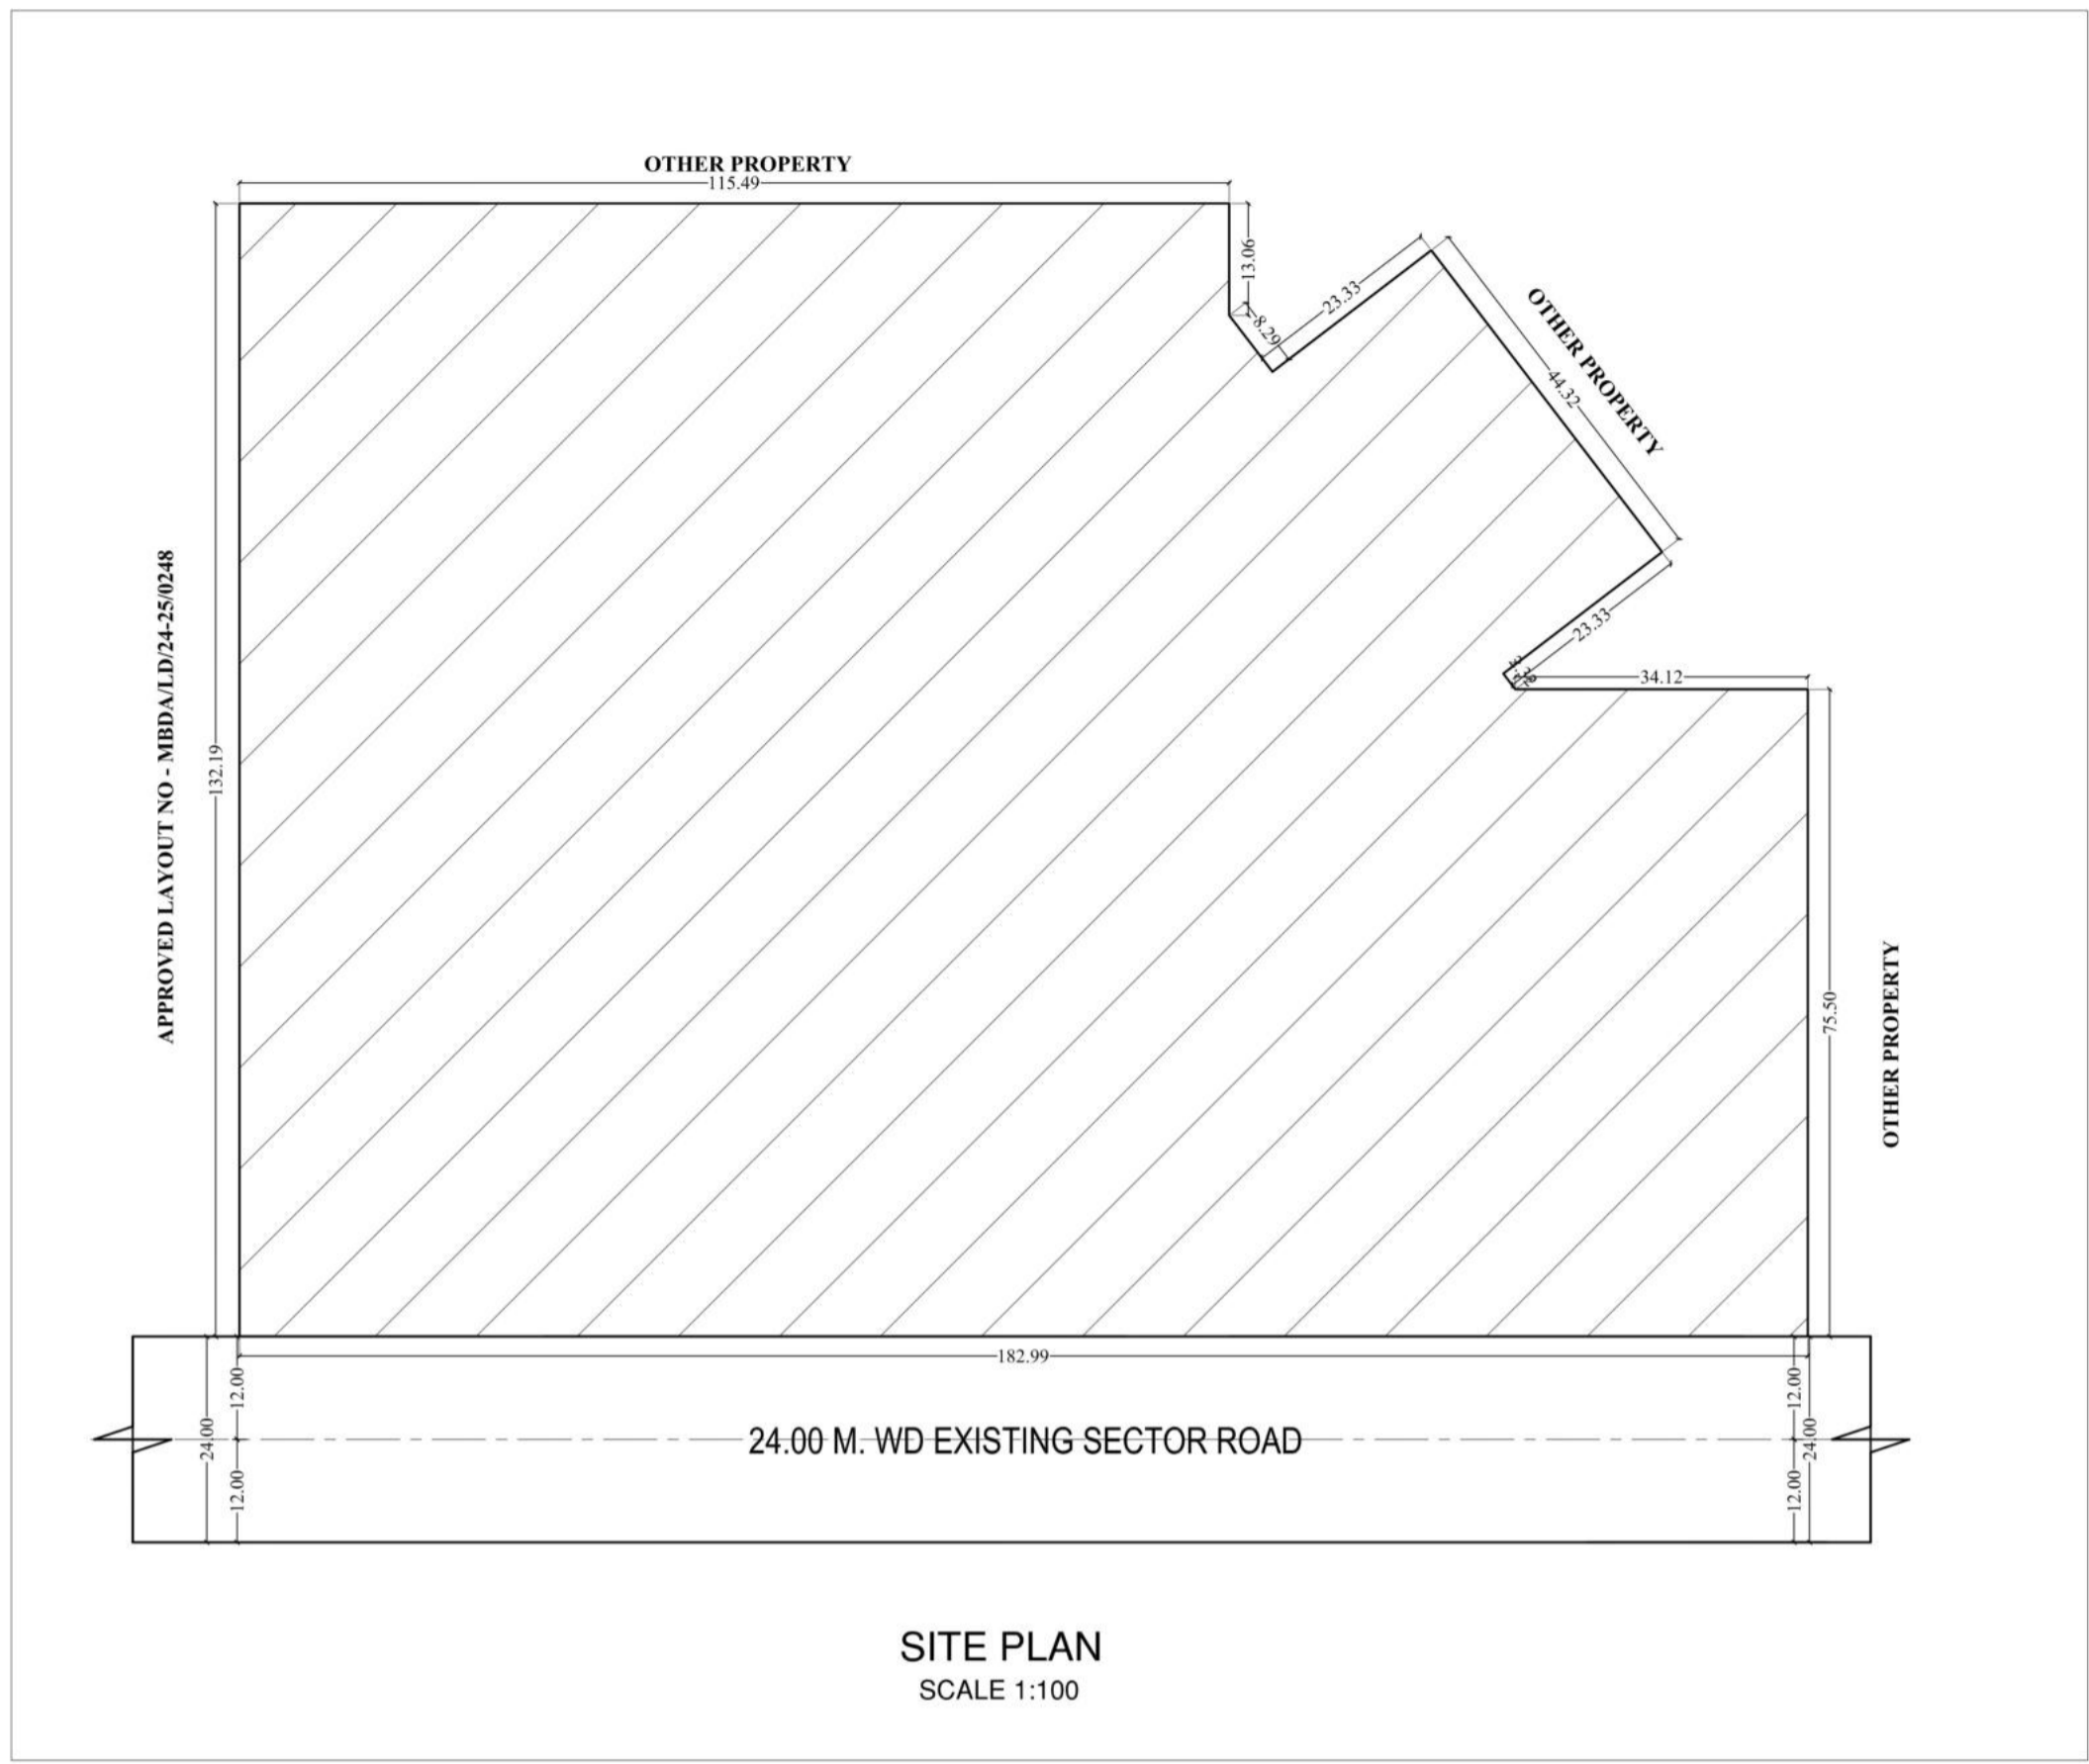 OTHER PROPERTY
115.49
13.06
8.29
23.33
OTHER PROPERTY
44.32
23.33
34.12
APPROVED LAYOUT NO - MBDA/LD/24-25/0248
132.19
75.50
OTHER PROPERTY
182.99
12.00
24.00
12.00
24.00 M. WD EXISTING SECTOR ROAD
12.00
24.00
12.00
SITE PLAN
SCALE 1:100